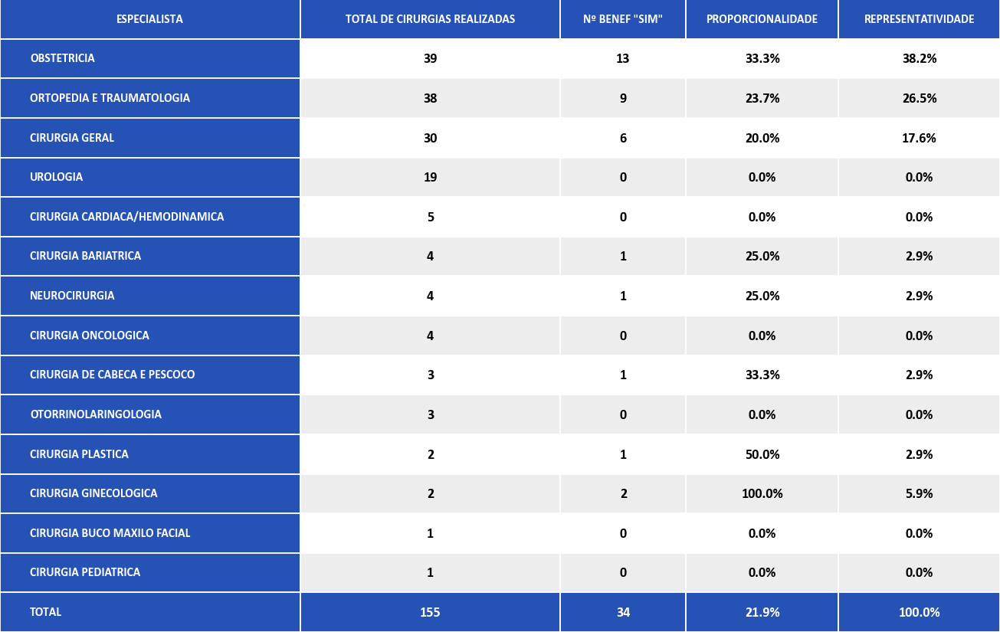 ESPECIALISTA TOTAL DE CIRURGIAS REALIZADAS Nº BENEF "SIM" PROPORCIONALIDADE REPRESENTATIVIDADE
OBSTETRICIA 39 13 33.3% 38.2%
ORTOPEDIA E TRAUMATOLOGIA 38 9 23.7% 26.5%
CIRURGIA GERAL 30 6 20.0% 17.6%
UROLOGIA 19 0 0.0% 0.0%
CIRURGIA CARDIACA/HEMODINAMICA 5 0 0.0% 0.0%
CIRURGIA BARIATRICA 4 1 25.0% 2.9%
NEUROCIRURGIA 4 1 25.0% 2.9%
CIRURGIA ONCOLOGICA 4 0 0.0% 0.0%
CIRURGIA DE CABECA E PESCOCO 3 1 33.3% 2.9%
OTORRINOLARINGOLOGIA 3 0 0.0% 0.0%
CIRURGIA PLASTICA 2 1 50.0% 2.9%
CIRURGIA GINECOLOGICA 2 2 100.0% 5.9%
CIRURGIA BUCO MAXILO FACIAL 1 0 0.0% 0.0%
CIRURGIA PEDIATRICA 1 0 0.0% 0.0%
TOTAL 155 34 21.9% 100.0%